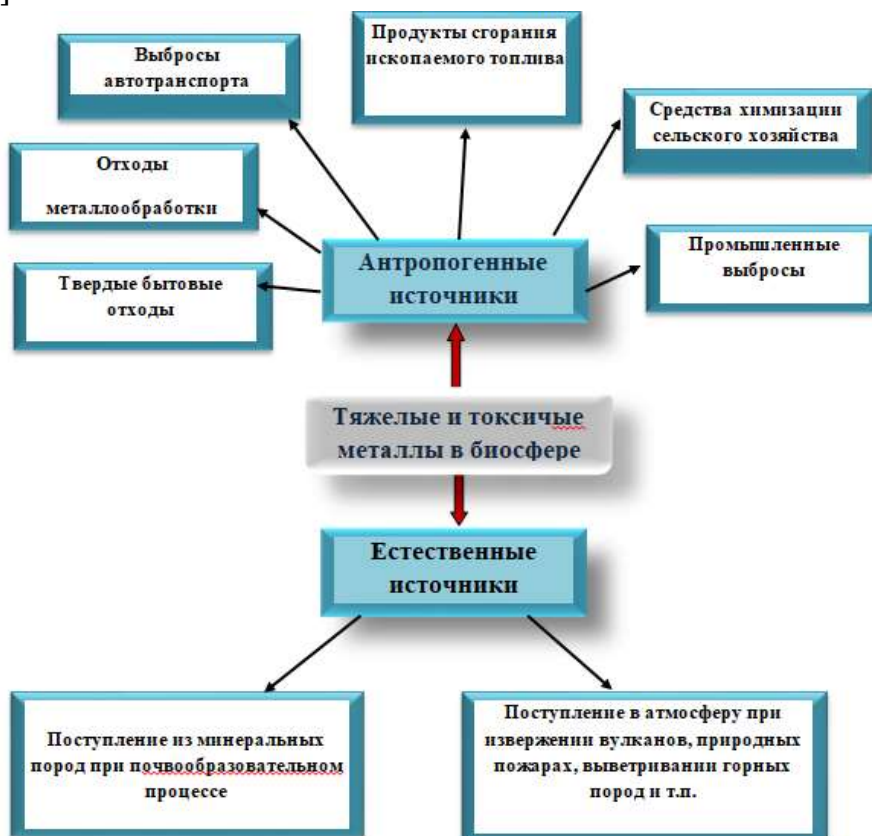 ]
Продукты сгорания
ископаемого топлива
Выбросы
автотранспорта
Средства химизации
сельского хозяйства
Отходы
металлообработки
Антропогенные
источники
Промышленные
выбросы
Твердые бытовые
отходы
Тяжелые и токсичые
металлы в биосфере
Естественные
источники
Поступление из минеральных
пород при почвообразовательном
процессе
Поступление в атмосферу при
извержении вулканов, природных
пожарах, выветривании горных
пород и т.п.